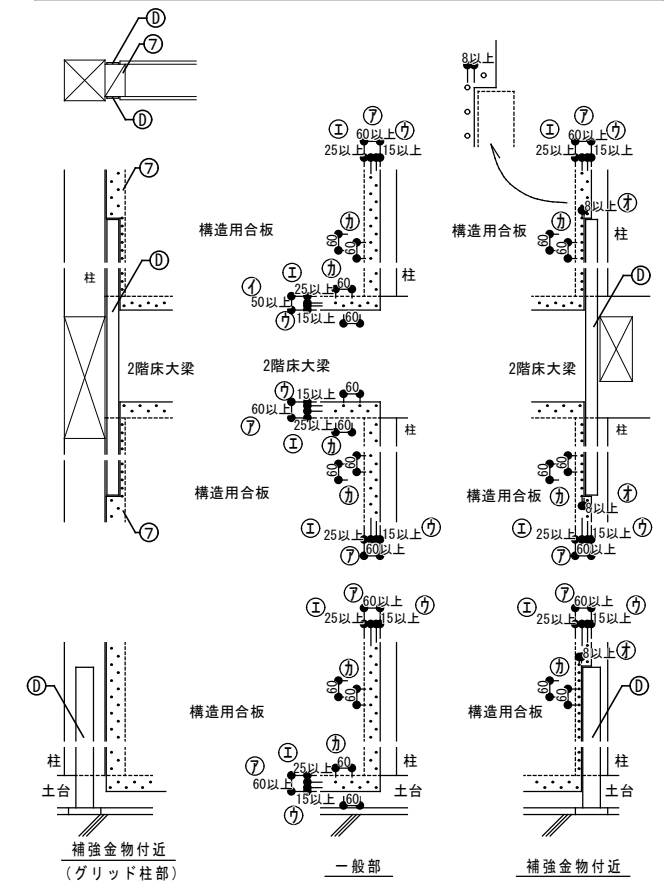 D
フ
D
フ
柱
D
2階床大梁
フ
D
柱
土台
補強金物付近
(グリッド柱部)
ア
エ 60以上 ウ
25以上 15以上
構造用合板
カ
60
60
柱
イ エ カ
25以上 60
50以上
ウ 15以上 60
2階床大梁
ウ 15以上 60
60以上
ア 25以上 60
エ カ
柱
60
60
構造用合板
カ
エ 25以上 15以上 ウ
ア 60以上
ア
エ 60以上 ウ
25以上 15以上
カ
60
60
構造用合板
柱
エ カ
ア 25以上 60
60以上
15以上 60
ウ
土台
一般部
8以上
ア
エ 60以上 ウ
25以上 15以上
8以上 オ
構造用合板
カ
60
60
柱
D
2階床大梁
柱
60
60
構造用合板
カ
オ
8以上
エ 25以上 15以上 ウ
ア 60以上
ア
エ 60以上 ウ
25以上 15以上
8以上 オ
カ
60
60
D
構造用合板
柱
土台
補強金物付近